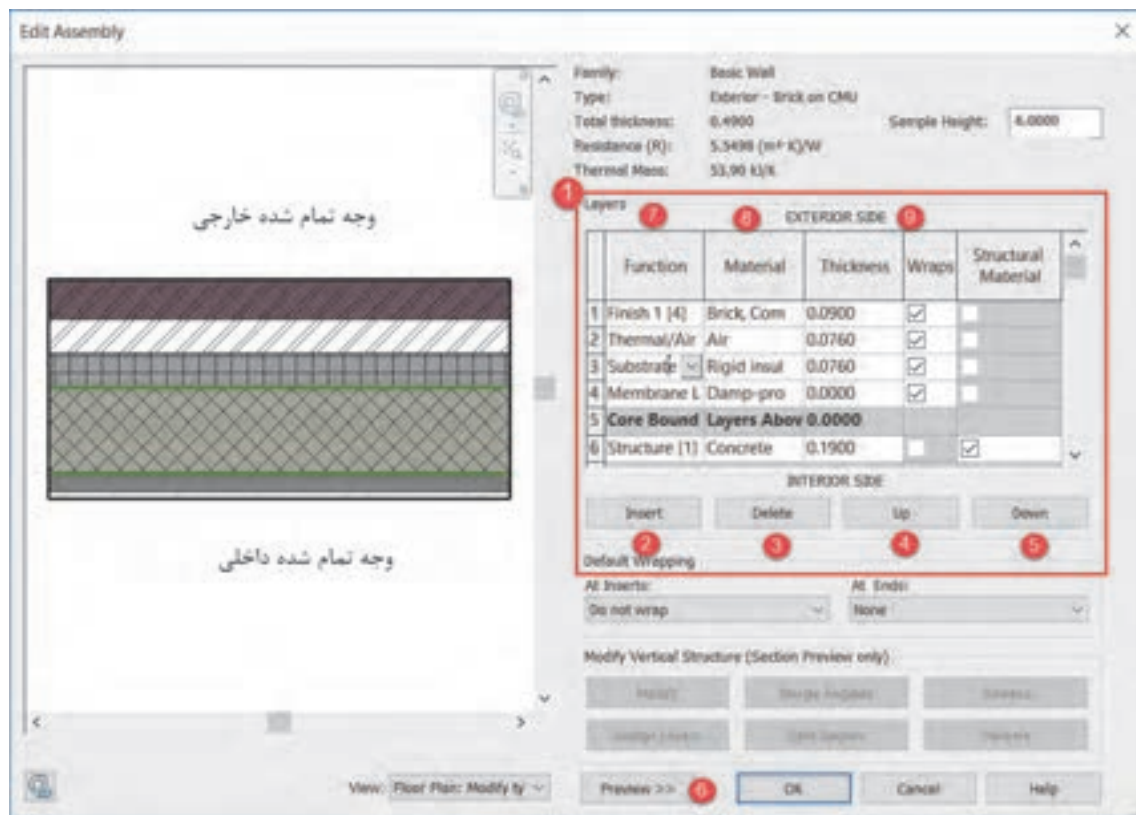 Edit Assembly
Family: Basic Wall
Type: Exterior - Brick on CMU
Total thickness: 0.4900 Sample Height: 6.0000
Resistance (R): 5.5498 (m²·K)/W
Thermal Mass: 53.90 kJ/K
1
Layers
7 8 EXTERIOR SIDE 9
Function Material Thickness Wraps Structural Material
1 Finish 1 [4] Brick, Com 0.0900
2 Thermal/Air Air 0.0760
3 Substrate Rigid insul 0.0760
4 Membrane L Damp-pro 0.0000
5 Core Bound Layers Abov 0.0000
6 Structure [1] Concrete 0.1900
INTERIOR SIDE
Insert Delete Up Down
2 3 4 5
وجه تمام شده خارجی
وجه تمام شده داخلی
Default Wrapping
At Inserts: At Ends:
Do not wrap None
Modify Vertical Structure (Section Preview only)
View: Floor Plan: Modify ty
Preview >> 6 OK Cancel Help